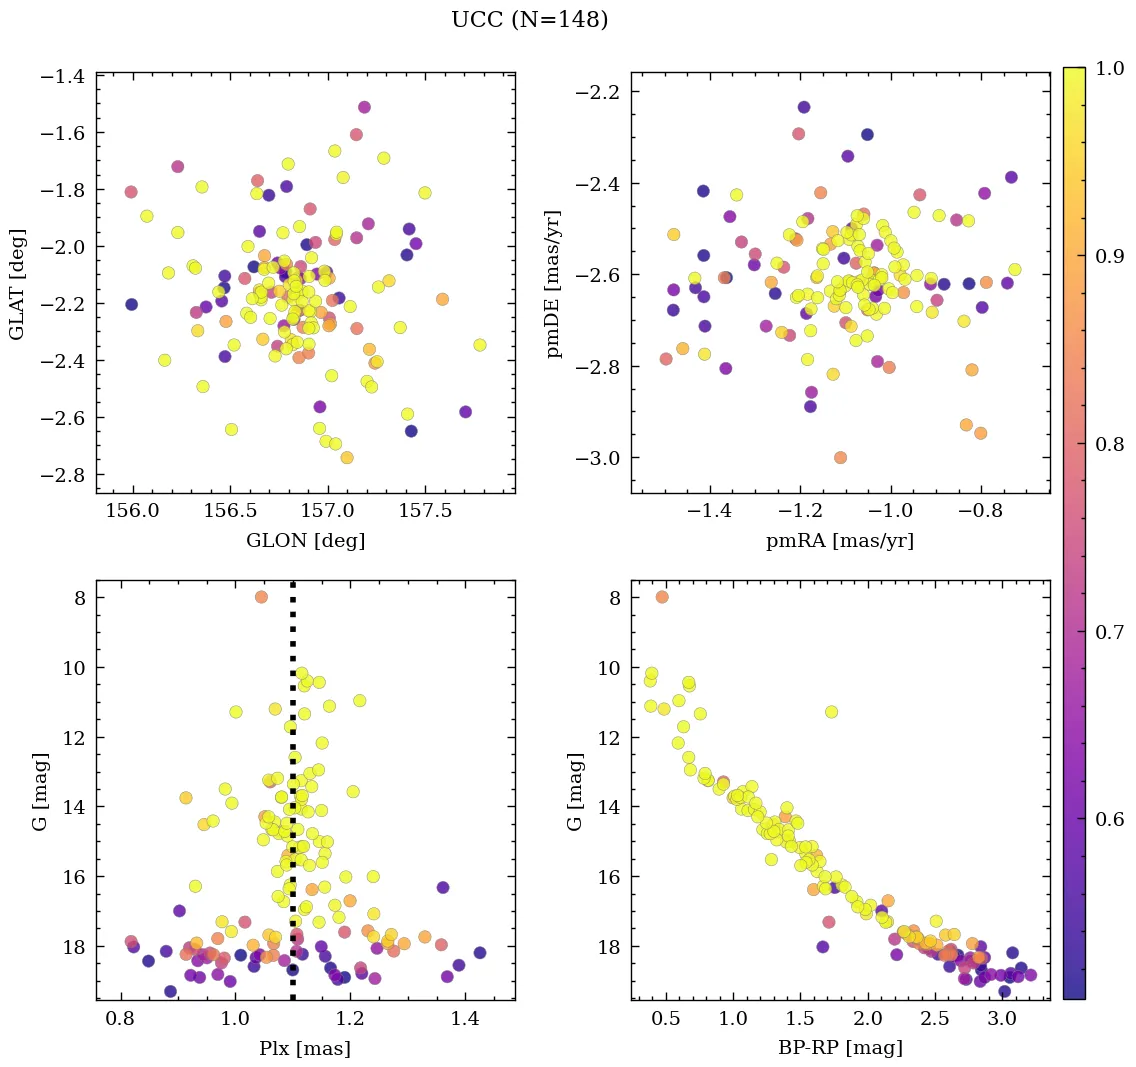 UCC (N=148)
−1.4
−1.6
−1.8
−2.0
−2.2
−2.4
−2.6
−2.8
GLAT [deg]
156.0 156.5 157.0 157.5
GLON [deg]
−2.2
−2.4
−2.6
−2.8
−3.0
pmDE [mas/yr]
−1.4 −1.2 −1.0 −0.8
pmRA [mas/yr]
8
10
12
14
16
18
G [mag]
0.8 1.0 1.2 1.4
Plx [mas]
8
10
12
14
16
18
G [mag]
0.5 1.0 1.5 2.0 2.5 3.0
BP-RP [mag]
1.0
0.9
0.8
0.7
0.6